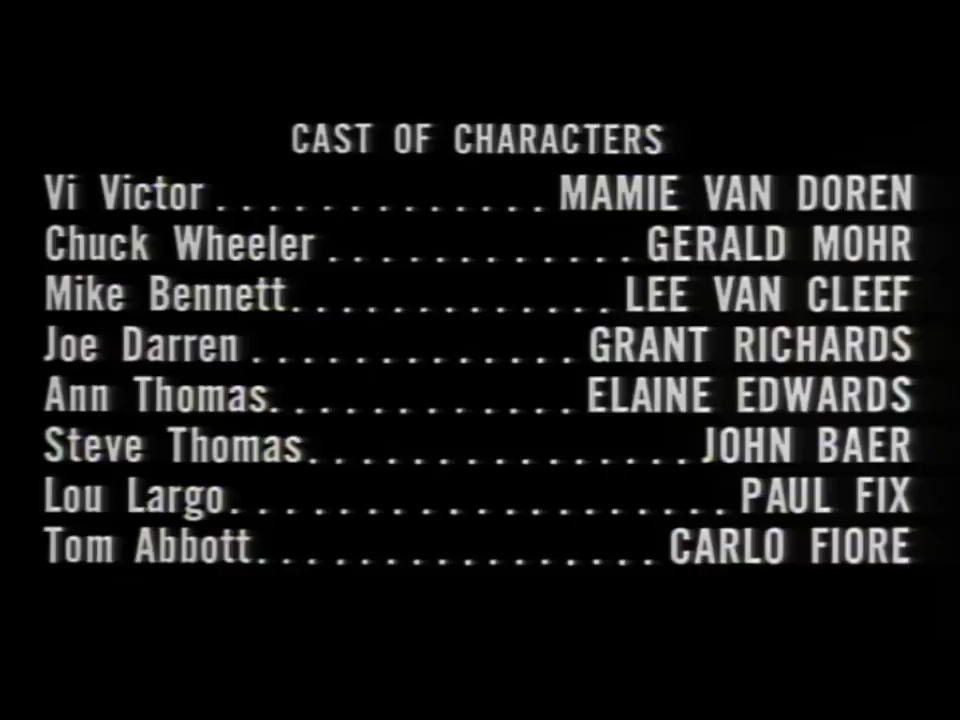 CAST OF CHARACTERS
Vi Victor . . . . . . . . . . . . . MAMIE VAN DOREN
Chuck Wheeler . . . . . . . . . . . . GERALD MOHR
Mike Bennett. . . . . . . . . . . . . LEE VAN CLEEF
Joe Darren . . . . . . . . . . . . . GRANT RICHARDS
Ann Thomas. . . . . . . . . . . . . ELAINE EDWARDS
Steve Thomas. . . . . . . . . . . . . . . . JOHN BAER
Lou Largo. . . . . . . . . . . . . . . . . . . . PAUL FIX
Tom Abbott. . . . . . . . . . . . . . . . CARLO FIORE